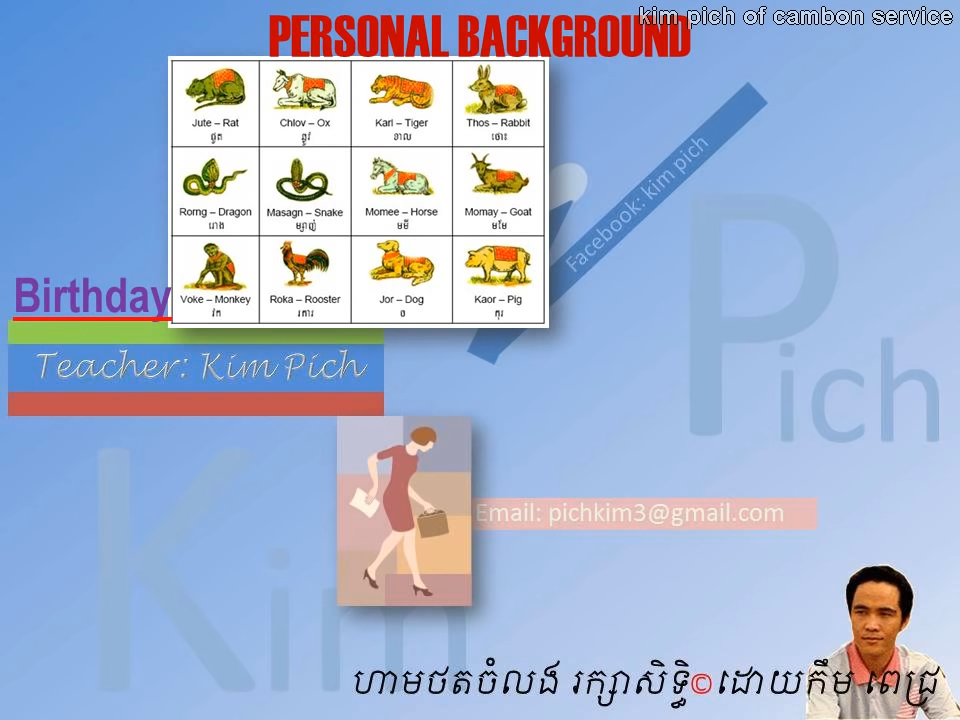 kim pich of cambon service
PERSONAL BACKGROUND
Jute – Rat
ជូត
Chlov – Ox
ឆ្លូវ
Karl – Tiger
ខាល
Thos – Rabbit
ថោះ
Rorng – Dragon
រោង
Masagn – Snake
ម្សាញ់
Momee – Horse
មមី
Momay – Goat
មមែ
Voke – Monkey
វក
Roka – Rooster
រកា
Jor – Dog
ច
Kaor – Pig
កុរ
Facebook: kim pich
Birthday
Teacher: Kim Pich
Pich
Kim
Email: pichkim3@gmail.com
ហាមថតចំលង រក្សាសិទ្ធិ©ដោយកឹម ពេជ្រ